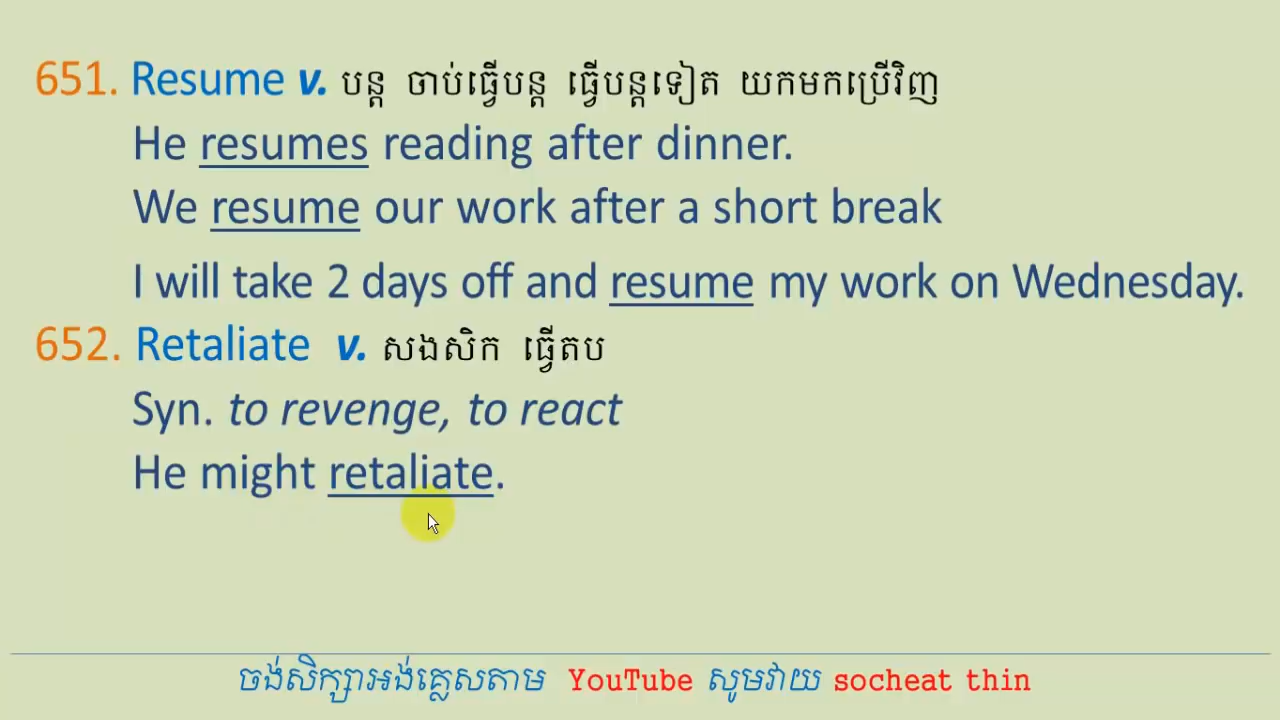 651. Resume v. បន្ត ចាប់ធ្វើបន្ត ធ្វើបន្តទៀត យកមកប្រើវិញ
He resumes reading after dinner.
We resume our work after a short break
I will take 2 days off and resume my work on Wednesday.
652. Retaliate v. សងសឹក ធ្វើតប
Syn. to revenge, to react
He might retaliate.
ចង់សិក្សាអង់គ្លេសតាម YouTube សូមវាយ socheat thin